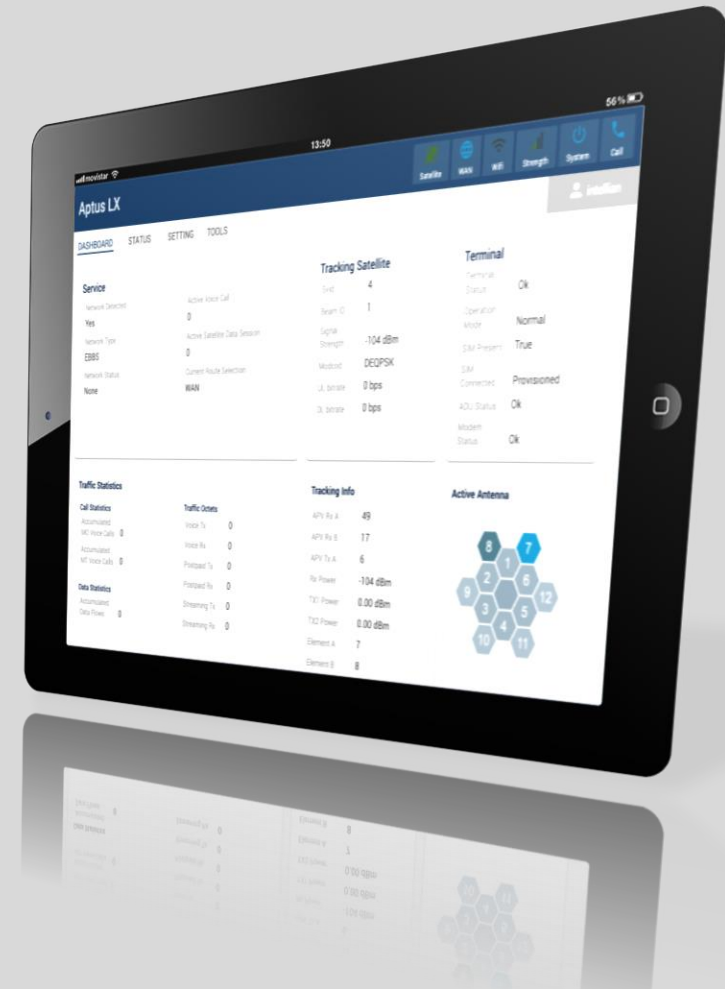 movistar
13:50
56 %
Aptus LX
Satellite
WAN
Wifi
Strength
System
Call
intellian
DASHBOARD STATUS SETTING TOOLS
Service
Network Detected
Yes
Network Type
EBBS
Network Status
None
Active Voice Call
0
Active Satellite Data Session
0
Current Route Selection
WAN
Tracking Satellite
4
Beam ID 1
Signal
Strength -104 dBm
Modcod DEQPSK
UL bitrate 0 bps
DL bitrate 0 bps
Terminal
Terminal
Status Ok
Operation
Mode Normal
SIM Present True
SIM
Connected Provisioned
ADU Status Ok
Modem
Status Ok
Traffic Statistics
Call Statistics
Accumulated
MO Voice Calls 0
Accumulated
MT Voice Calls 0
Data Statistics
Accumulated
Data Flows 0
Traffic Octets
Voice Tx 0
Voice Rx 0
Postpaid Tx 0
Postpaid Rx 0
Streaming Tx 0
Streaming Rx 0
Tracking Info
APV Rx A 49
APV Rx B 17
APV Tx A 6
Rx Power -104 dBm
TX1 Power 0.00 dBm
TX2 Power 0.00 dBm
Element A 7
Element B 8
Active Antenna
8 7
1
2 6
9 12
3 5
4
10 11